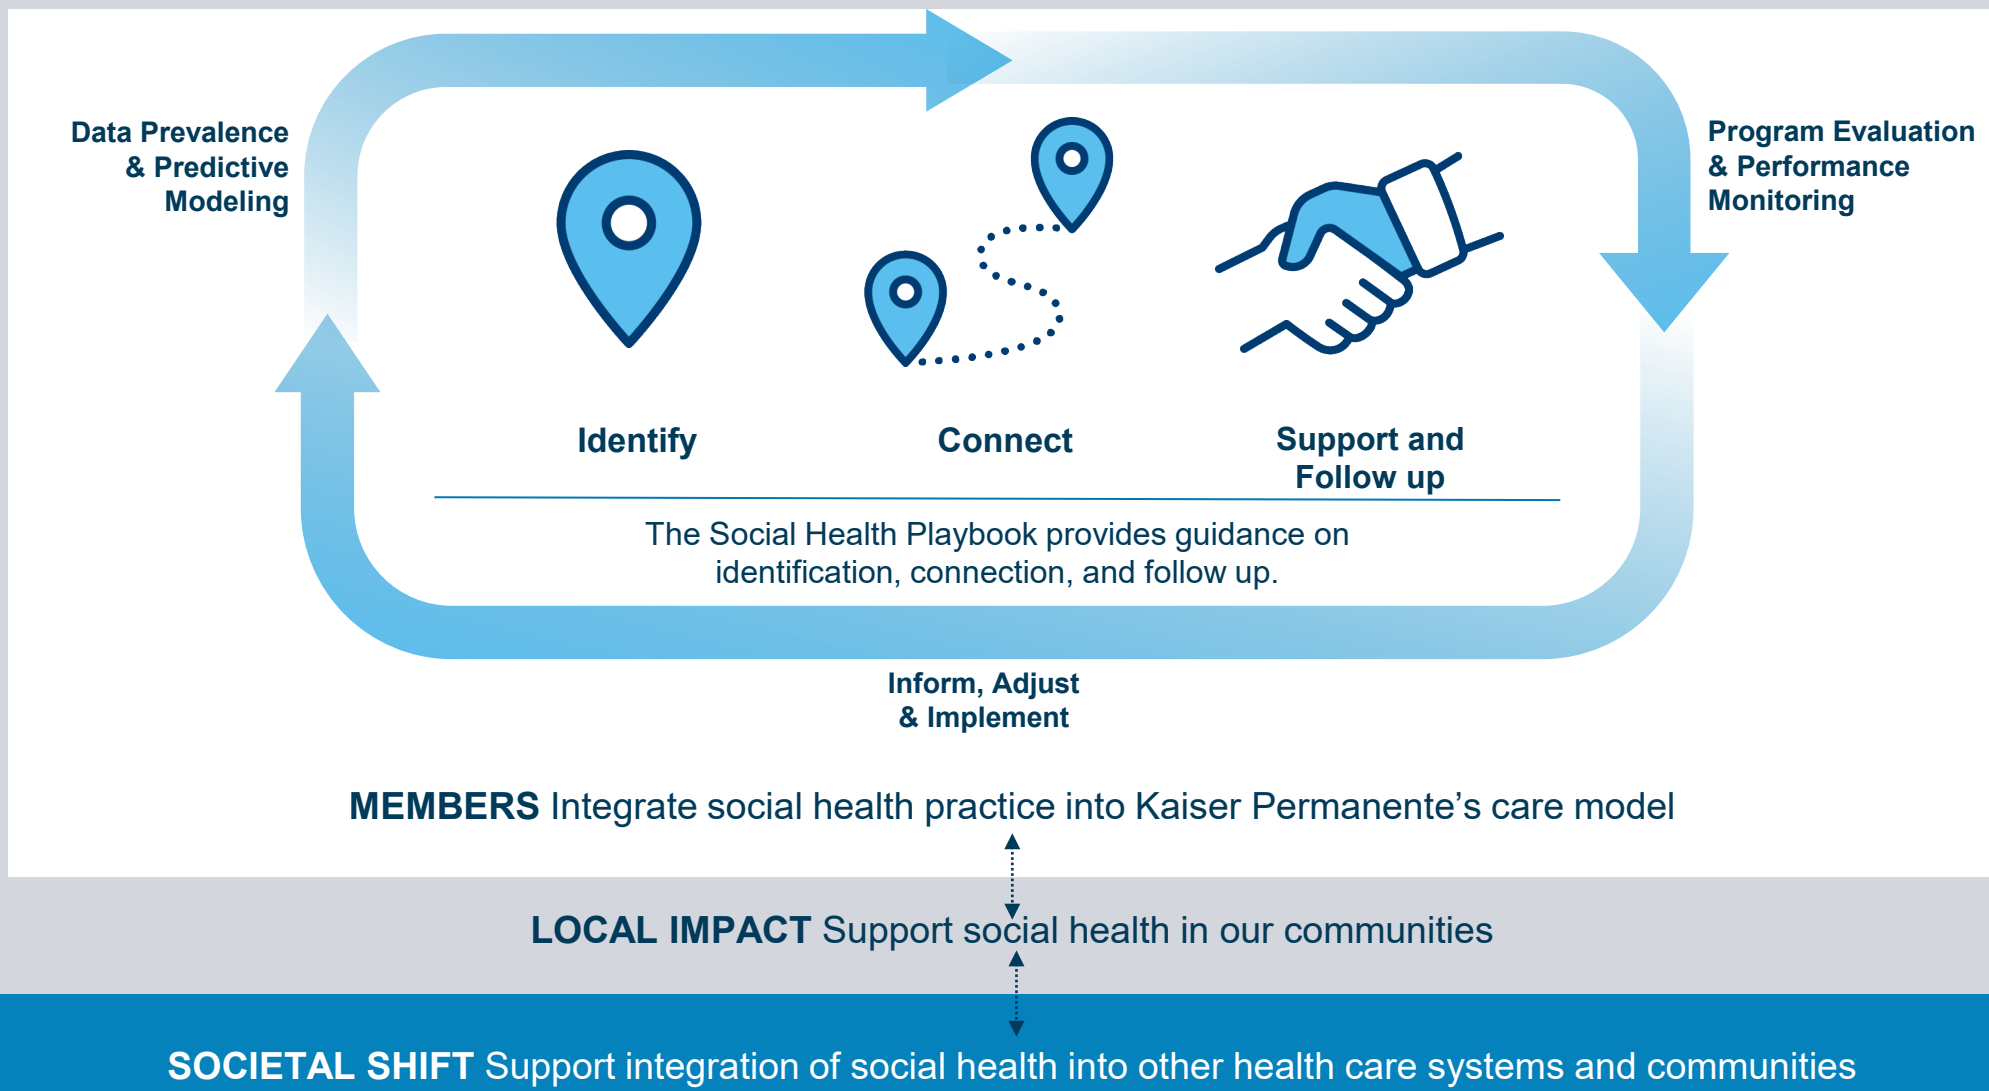 Data Prevalence
& Predictive
Modeling
Program Evaluation
& Performance
Monitoring
Identify
Connect
Support and
Follow up
The Social Health Playbook provides guidance on
identification, connection, and follow up.
Inform, Adjust
& Implement
MEMBERS Integrate social health practice into Kaiser Permanente’s care model
LOCAL IMPACT Support social health in our communities
SOCIETAL SHIFT Support integration of social health into other health care systems and communities